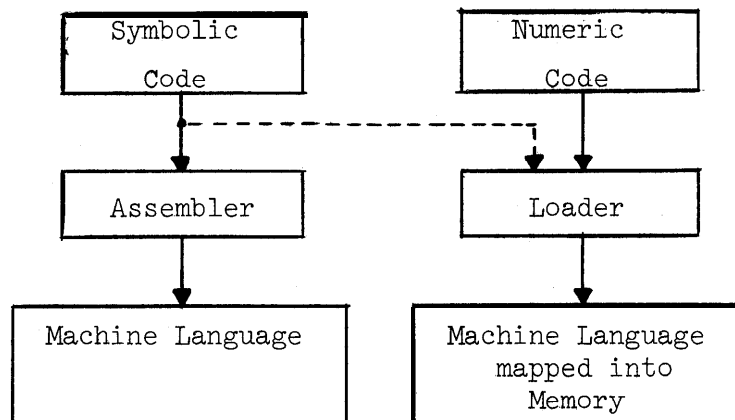 Symbolic
Code
Numeric
Code
Assembler
Loader
Machine Language
Machine Language
mapped into
Memory